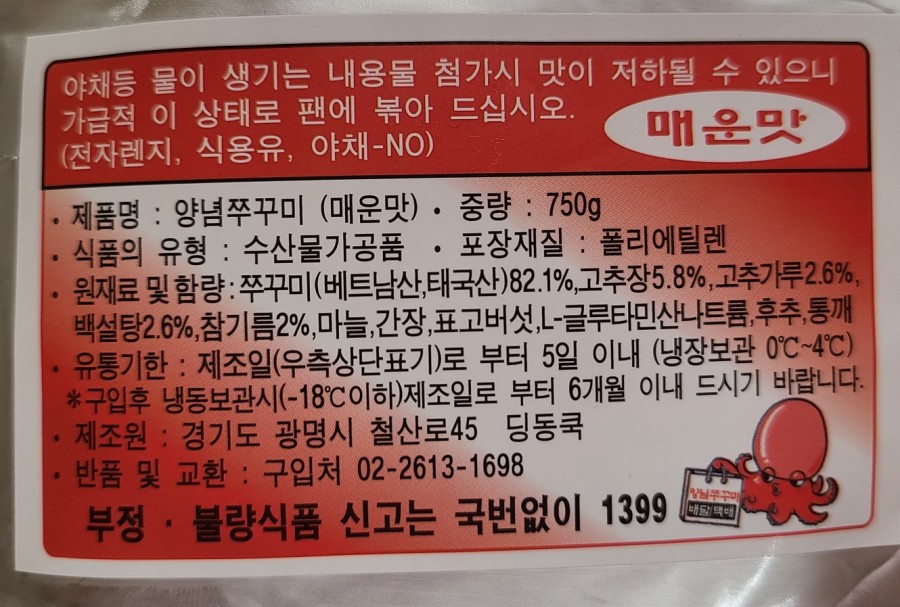 야채등 물이 생기는 내용물 첨가시 맛이 저하될 수 있으니
가급적 이 상태로 팬에 볶아 드십시오.
(전자렌지, 식용유, 야채-NO)
매운맛
· 제품명 : 양념쭈꾸미 (매운맛) · 중량 : 750g
· 식품의 유형 : 수산물가공품 · 포장재질 : 폴리에틸렌
· 원재료 및 함량 : 쭈꾸미(베트남산,태국산)82.1%,고추장5.8%,고추가루2.6%,
백설탕2.6%,참기름2%,마늘,간장,표고버섯,L-글루타민산나트륨,후추,통깨
· 유통기한 : 제조일(우측상단표기)로 부터 5일 이내 (냉장보관 0℃~4℃)
*구입후 냉동보관시(-18℃이하)제조일로 부터 6개월 이내 드시기 바랍니다.
· 제조원 : 경기도 광명시 철산로45 딩동쿡
· 반품 및 교환 : 구입처 02-2613-1698
양념쭈꾸미
배달/택배
부정 · 불량식품 신고는 국번없이 1399